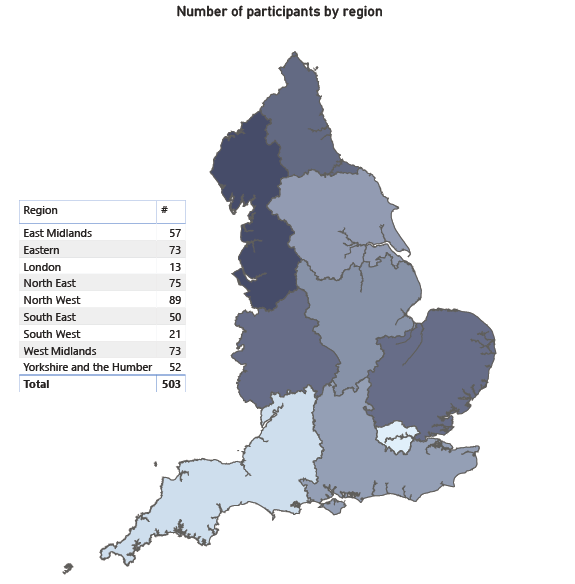 Number of participants by region
Region #
East Midlands 57
Eastern 73
London 13
North East 75
North West 89
South East 50
South West 21
West Midlands 73
Yorkshire and the Humber 52
Total 503